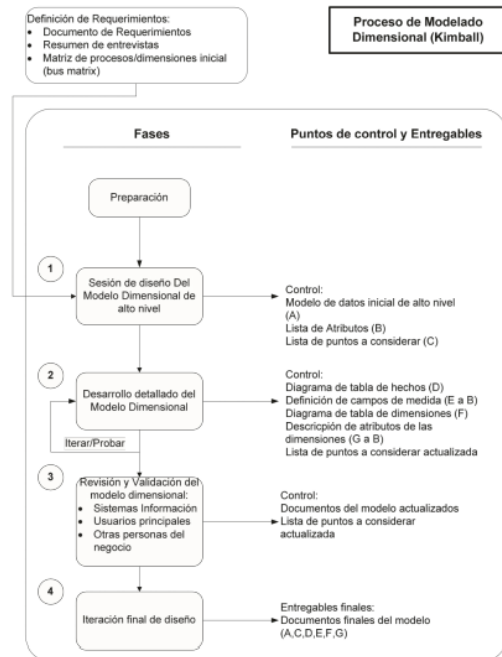 Definición de Requerimientos:
• Documento de Requerimientos
• Resumen de entrevistas
• Matriz de procesos/dimensiones inicial
(bus matrix)
Proceso de Modelado
Dimensional (Kimball)
Fases
Puntos de control y Entregables
Preparación
1
Sesión de diseño Del
Modelo Dimensional de
alto nivel
Control:
Modelo de datos inicial de alto nivel
(A)
Lista de Atributos (B)
Lista de puntos a considerar (C)
2
Desarrollo detallado del
Modelo Dimensional
Iterar/Probar
Control:
Diagrama de tabla de hechos (D)
Definición de campos de medida (E a B)
Diagrama de tabla de dimensiones (F)
Descripción de atributos de las
dimensiones (G a B)
Lista de puntos a considerar actualizada
3
Revisión y Validación del
modelo dimensional:
• Sistemas Información
• Usuarios principales
• Otras personas del
negocio
Control:
Documentos del modelo actualizados
Lista de puntos a considerar
actualizada
4
Iteración final de diseño
Entregables finales:
Documentos finales del modelo
(A,C,D,E,F,G)